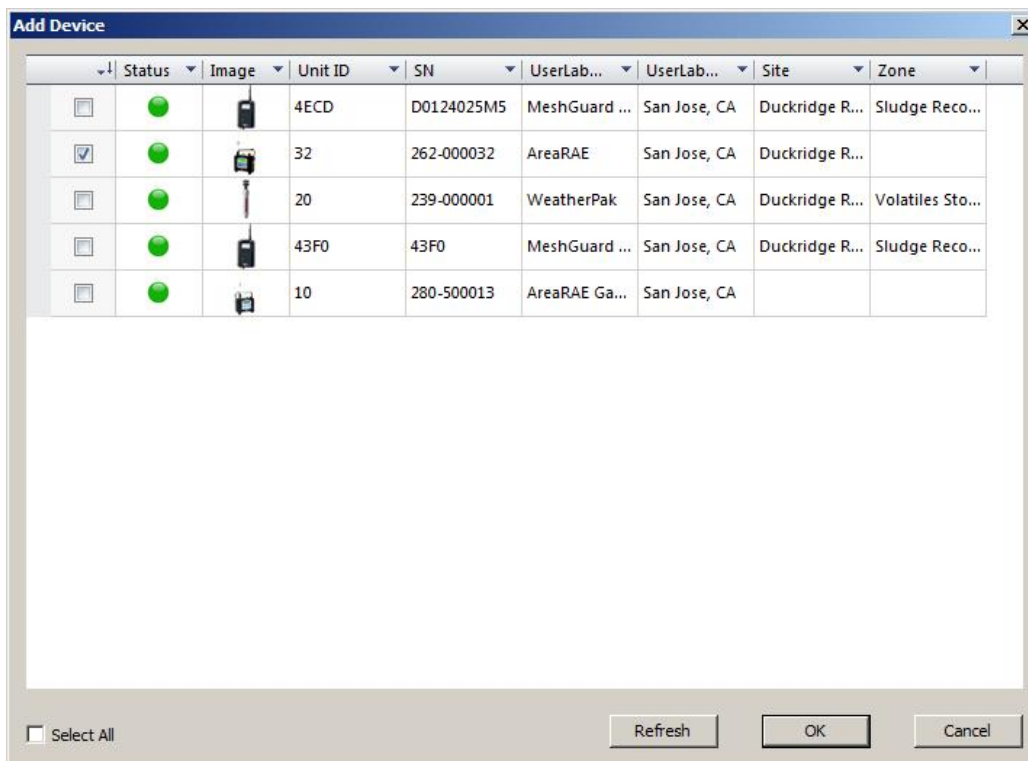 Add Device
Status Image Unit ID SN UserLab... UserLab... Site Zone
4ECD D0124025M5 MeshGuard ... San Jose, CA Duckridge R... Sludge Reco...
32 262-000032 AreaRAE San Jose, CA Duckridge R...
20 239-000001 WeatherPak San Jose, CA Duckridge R... Volatiles Sto...
43F0 43F0 MeshGuard ... San Jose, CA Duckridge R... Sludge Reco...
10 280-500013 AreaRAE Ga... San Jose, CA
Select All Refresh OK Cancel